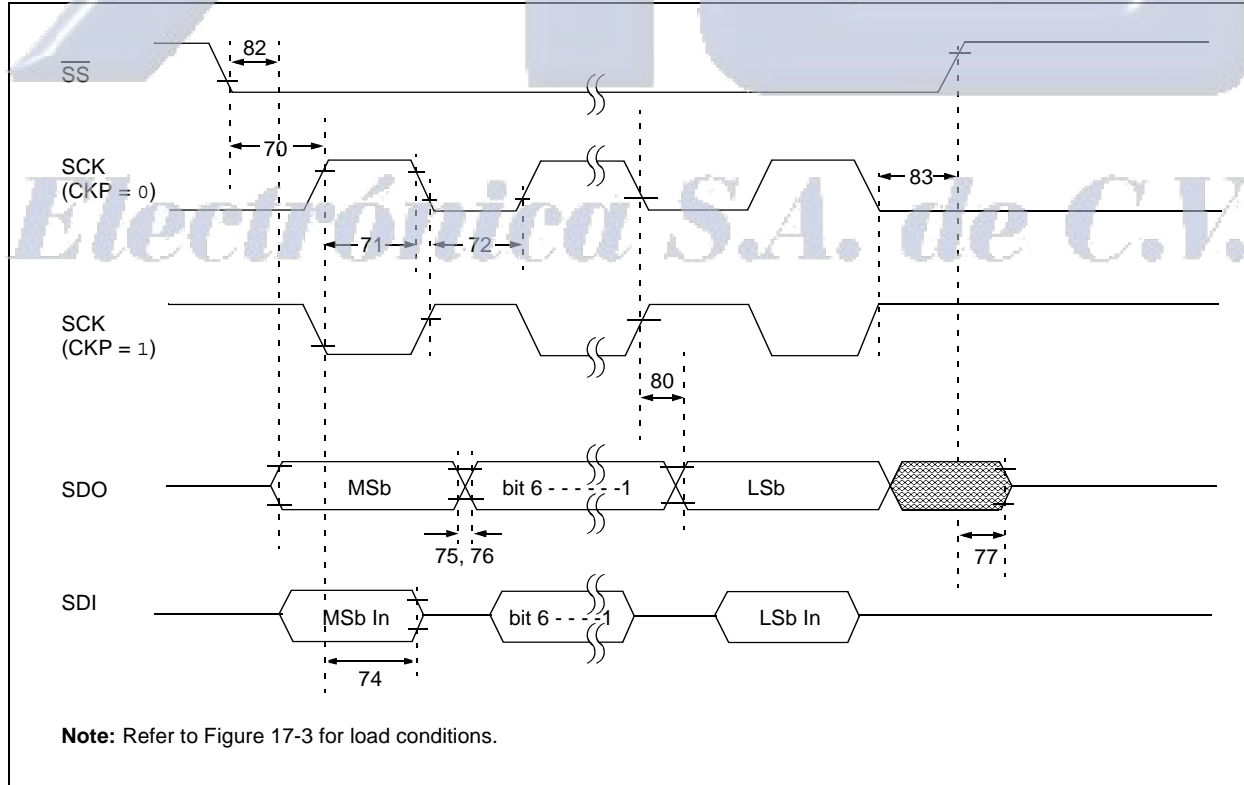 82
SS
70
SCK
(CKP = 0)
83
Electrónica S.A. de C.V.
71
72
SCK
(CKP = 1)
80
SDO
MSb
bit 6 - - - - - -1
LSb
75, 76
77
SDI
MSb In
bit 6 - - - -1
LSb In
74
Note: Refer to Figure 17-3 for load conditions.